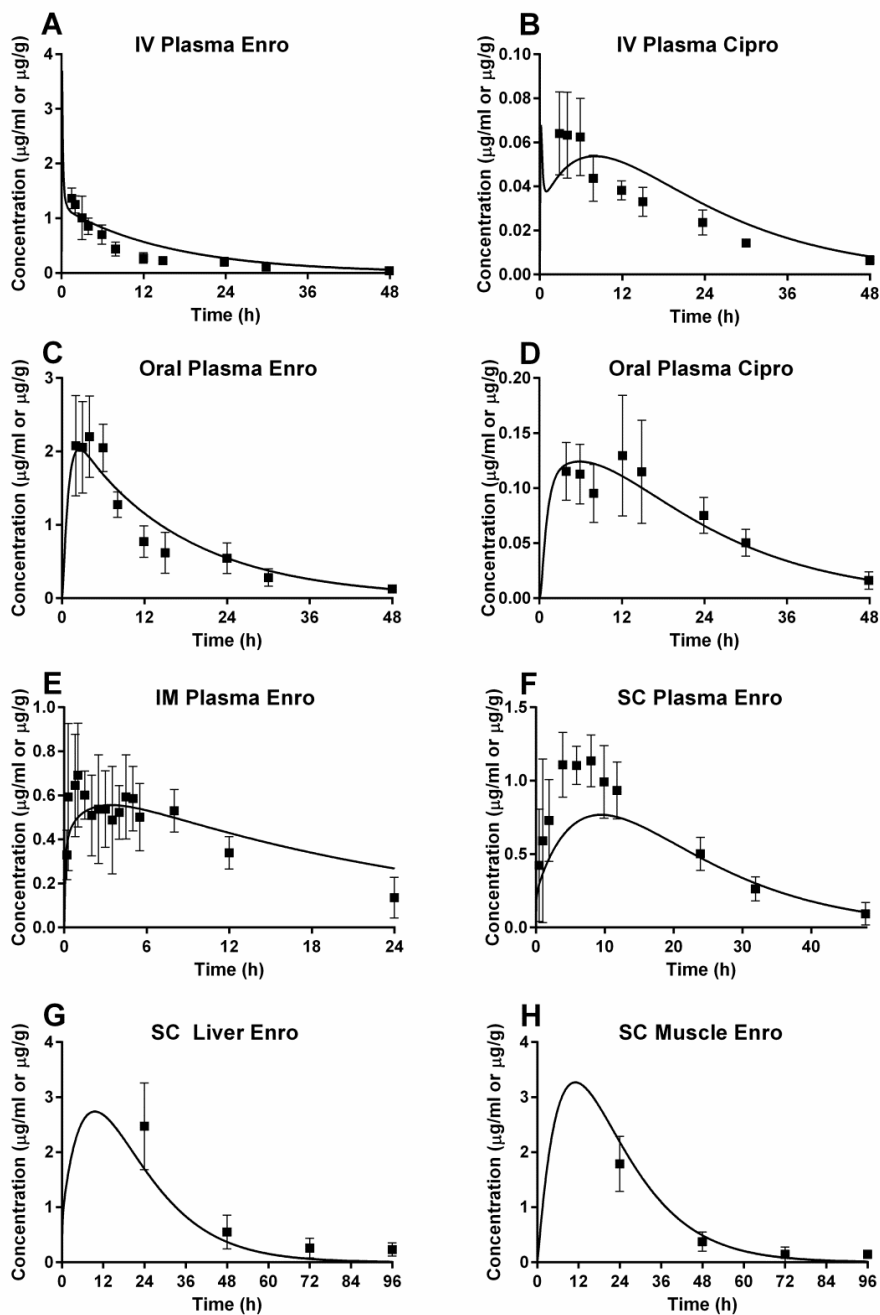 A
IV Plasma Enro
Concentration (μg/ml or μg/g)
4
3
2
1
0
0 12 24 36 48
Time (h)
B
IV Plasma Cipro
Concentration (μg/ml or μg/g)
0.10
0.08
0.06
0.04
0.02
0.00
0 12 24 36 48
Time (h)
C
Oral Plasma Enro
Concentration (μg/ml or μg/g)
3
2
1
0
0 12 24 36 48
Time (h)
D
Oral Plasma Cipro
Concentration (μg/ml or μg/g)
0.20
0.15
0.10
0.05
0.00
0 12 24 36 48
Time (h)
E
IM Plasma Enro
Concentration (μg/ml or μg/g)
1.0
0.8
0.6
0.4
0.2
0.0
0 6 12 18 24
Time (h)
F
SC Plasma Enro
Concentration (μg/ml or μg/g)
1.5
1.0
0.5
0.0
0 10 20 30 40
Time (h)
G
SC Liver Enro
Concentration (μg/ml or μg/g)
4
3
2
1
0
0 12 24 36 48 60 72 84 96
Time (h)
H
SC Muscle Enro
Concentration (μg/ml or μg/g)
4
3
2
1
0
0 12 24 36 48 60 72 84 96
Time (h)